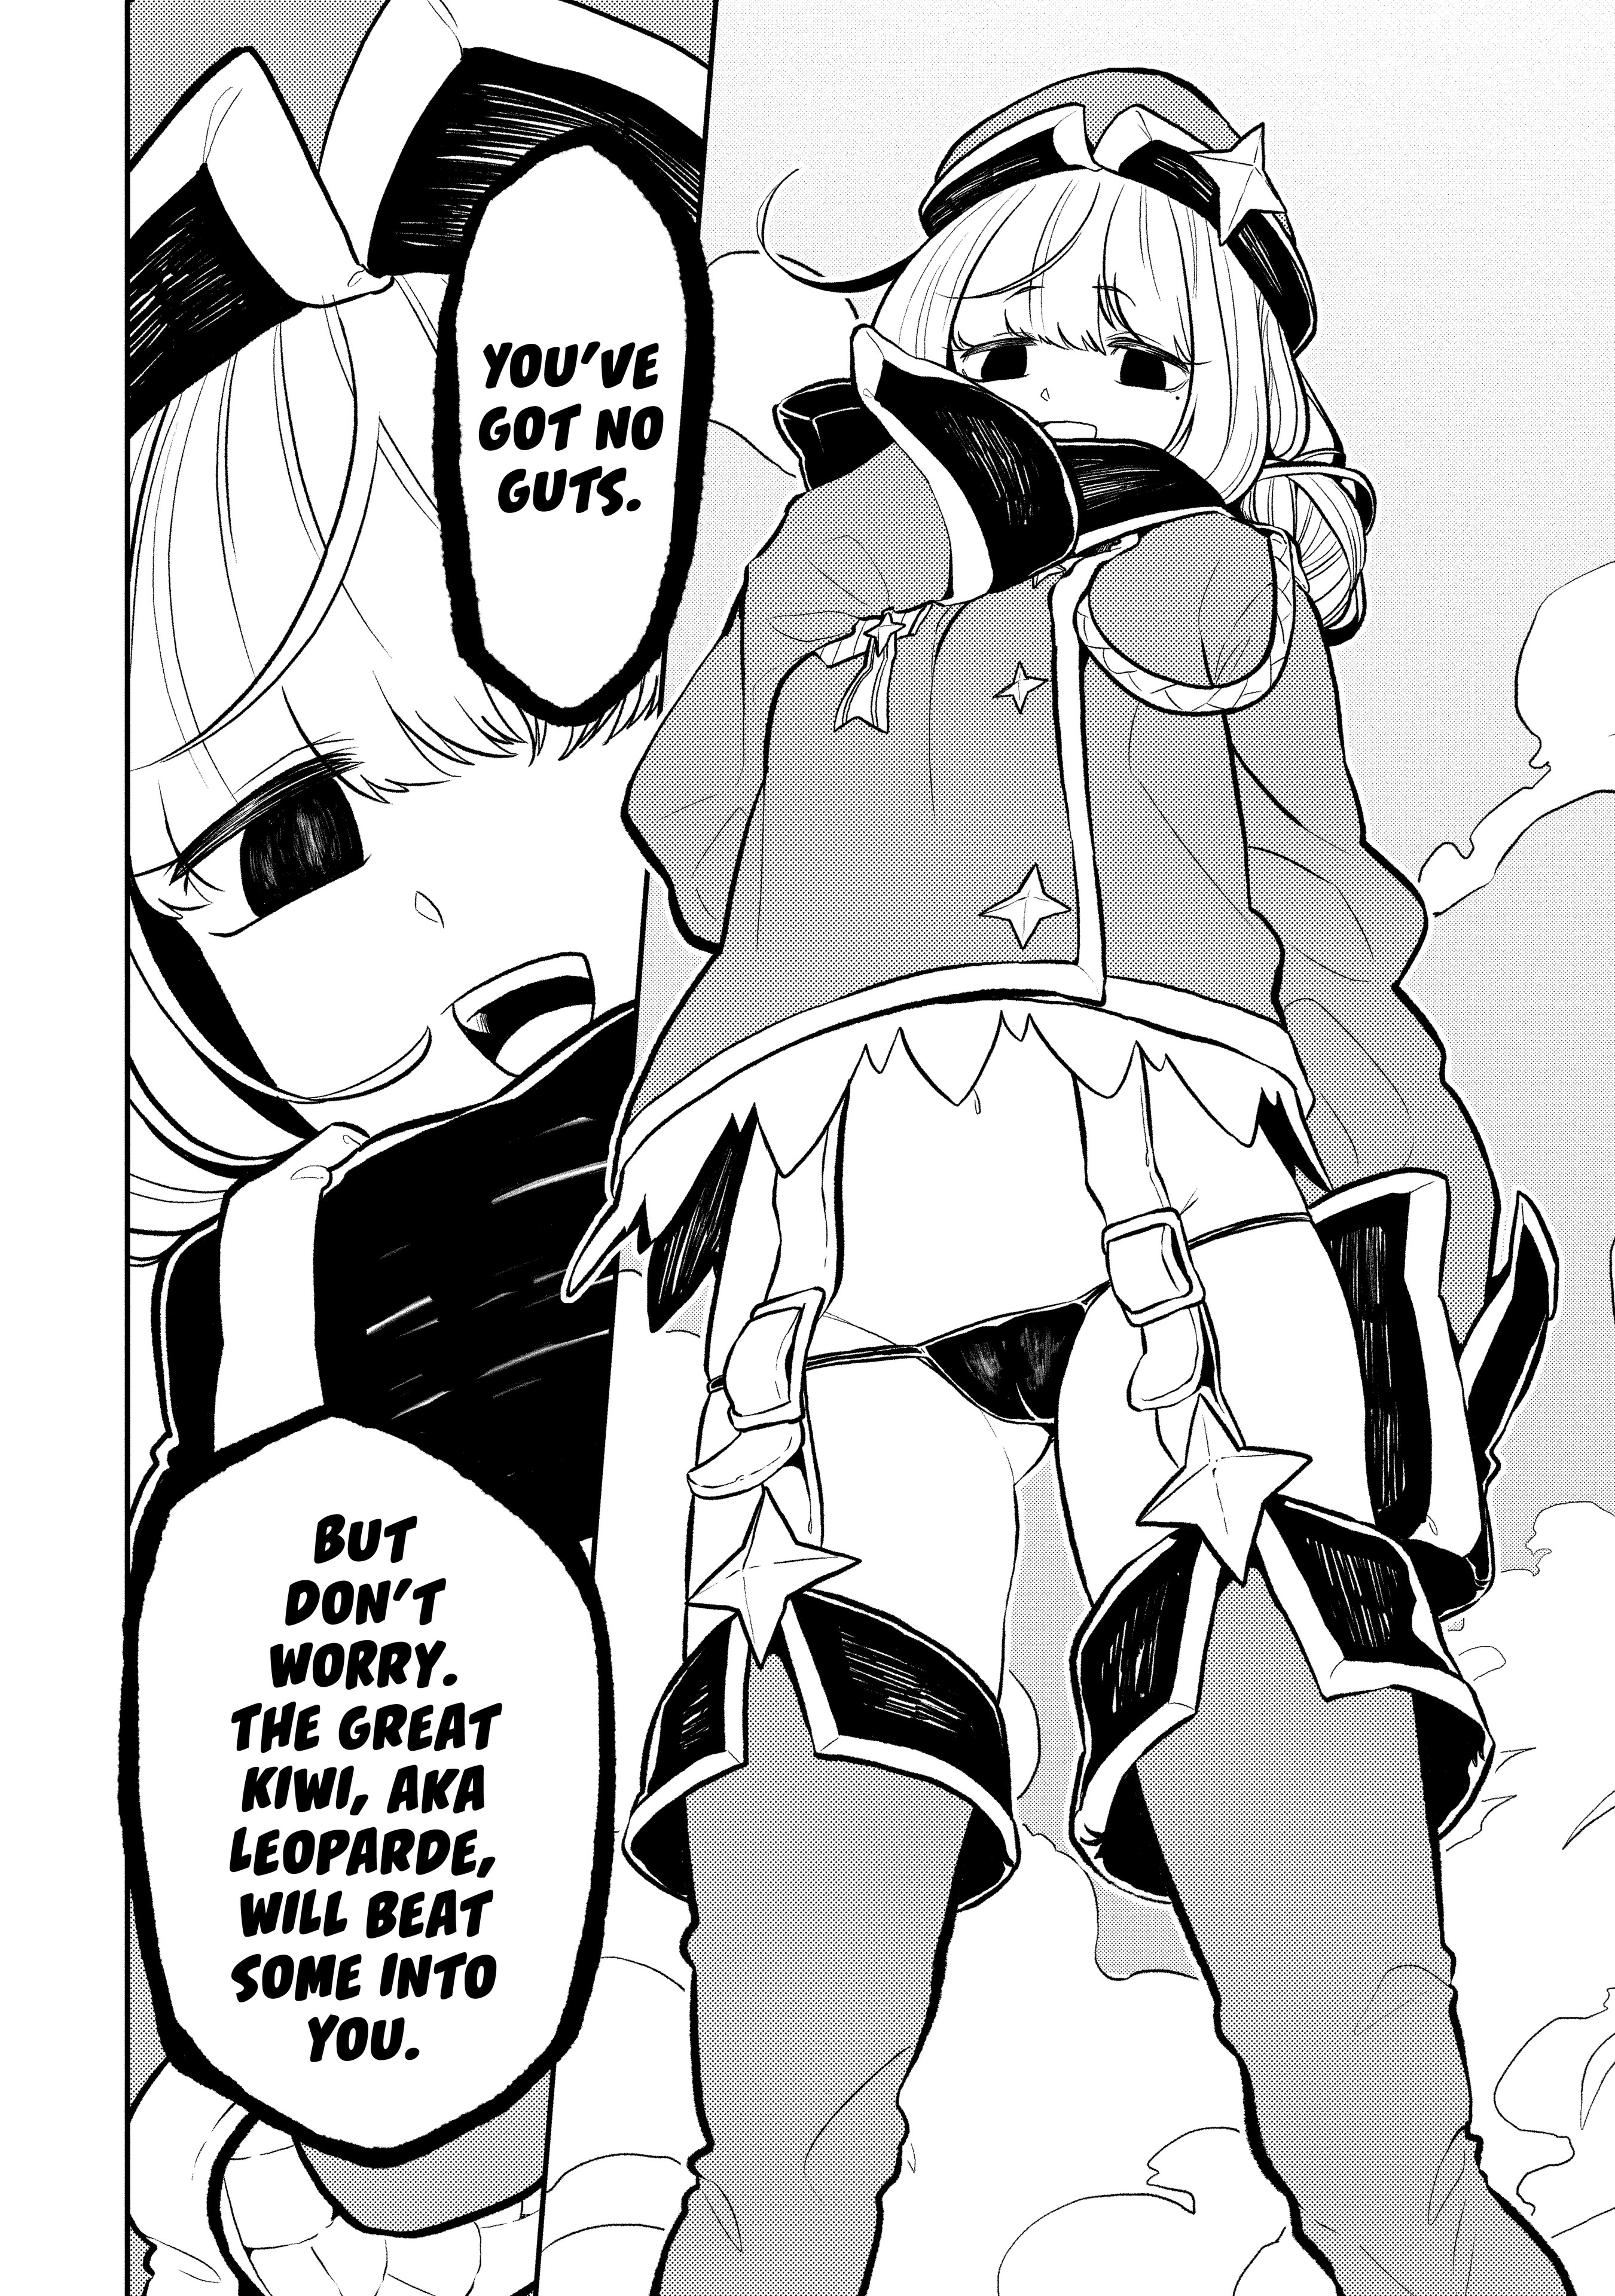 YOU'VE
GOT NO
GUTS.
BUT
DON'T
WORRY.
THE GREAT
KIWI, AKA
LEOPARDE,
WILL BEAT
SOME INTO
YOU.